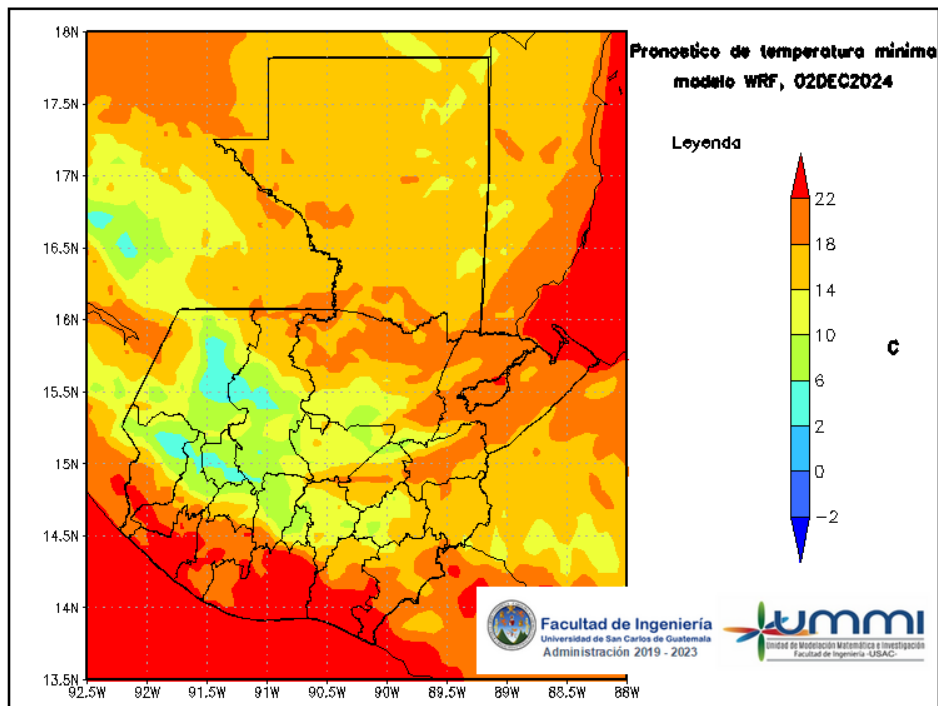 Pronostico de temperatura minima
modelo WRF, 02DEC2024
Leyenda
22
18
14
10
6
2
0
−2
C
18N
17.5N
17N
16.5N
16N
15.5N
15N
14.5N
14N
13.5N
92.5W
92W
91.5W
91W
90.5W
90W
89.5W
89W
88.5W
88W
Facultad de Ingeniería
Universidad de San Carlos de Guatemala
Administración 2019 - 2023
ummi
Unidad de Modelación Matemática e Investigación
Facultad de Ingeniería -USAC-